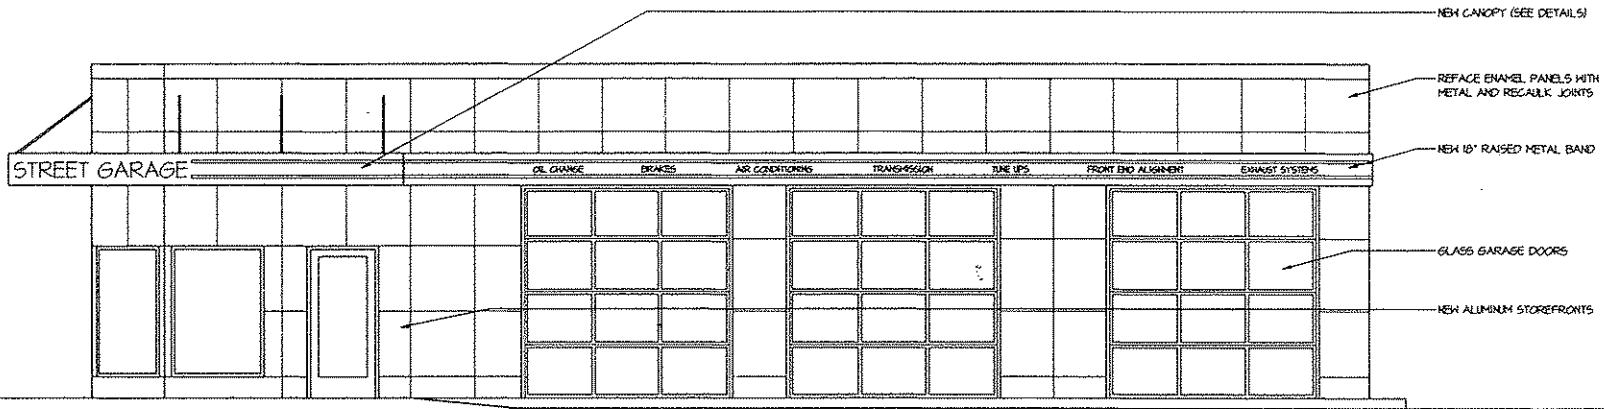 NEW CANOPY (SEE DETAILS)
REFACE ENAMEL PANELS WITH
METAL AND RECAULK JOINTS
NEW 18" RAISED METAL BAND
STREET GARAGE
OIL CHANGE BRAKES AIR CONDITIONING TRANSMISSION TUNE UPS FRONT END ALIGNMENT EXHAUST SYSTEMS
GLASS GARAGE DOORS
NEW ALUMINUM STOREFRONTS